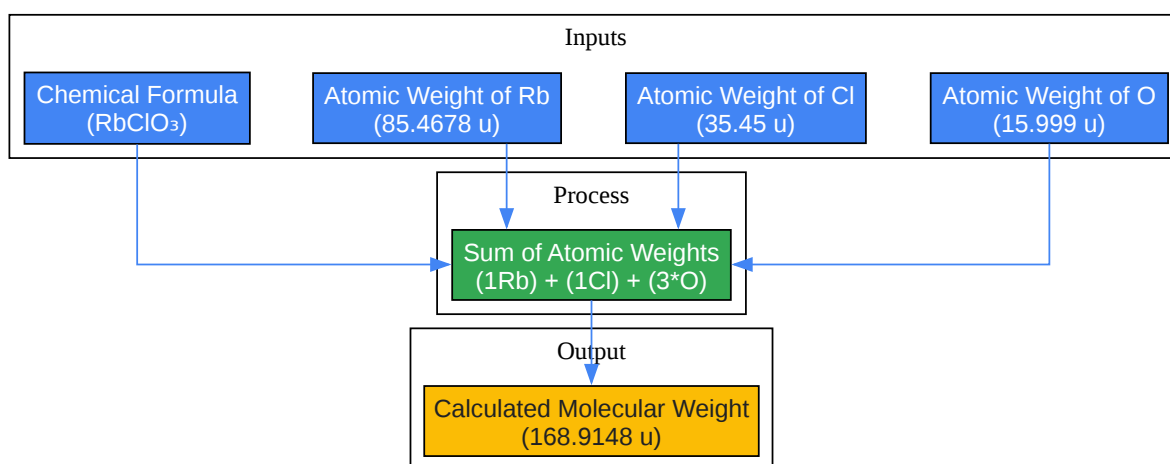 Inputs
Chemical Formula
(RbClO₃)
Atomic Weight of Rb
(85.4678 u)
Atomic Weight of Cl
(35.45 u)
Atomic Weight of O
(15.999 u)
Process
Sum of Atomic Weights
(1Rb) + (1Cl) + (3*O)
Output
Calculated Molecular Weight
(168.9148 u)